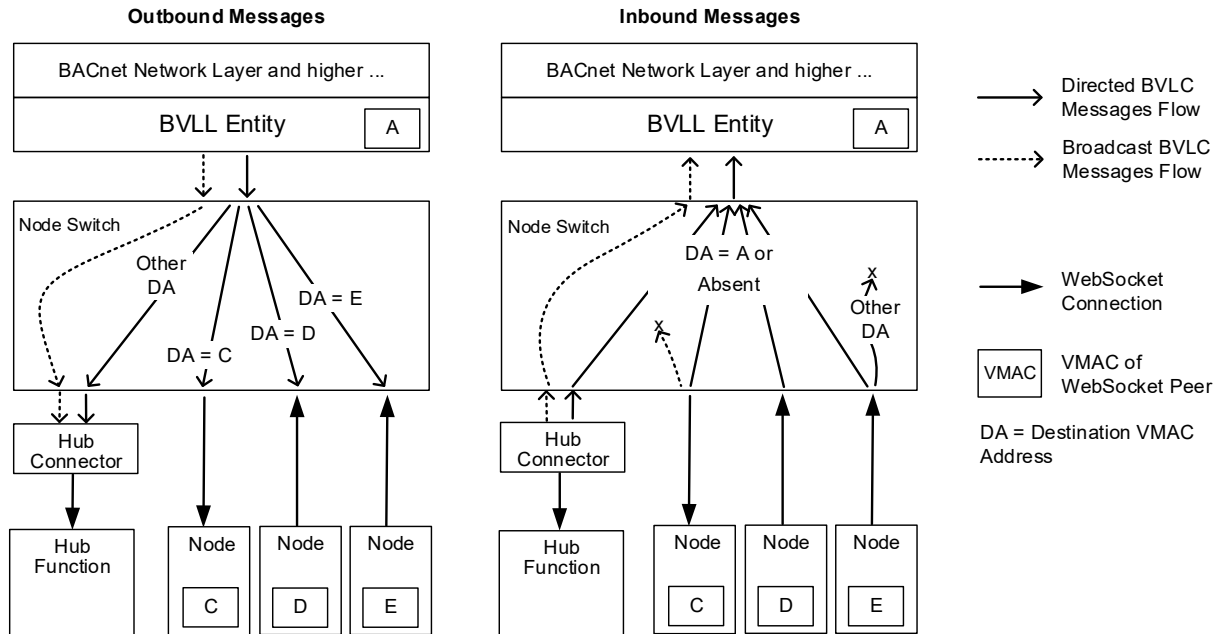 Outbound Messages
BACnet Network Layer and higher ...
BVLL Entity
A
Node Switch
Other
DA
DA = E
DA = D
DA = C
Hub
Connector
Hub
Function
Node
C
Node
D
Node
E
Inbound Messages
BACnet Network Layer and higher ...
BVLL Entity
A
Node Switch
DA = A or
Absent
x
x
Other
DA
Hub
Connector
Hub
Function
Node
C
Node
D
Node
E
Directed BVLC
Messages Flow
Broadcast BVLC
Messages Flow
WebSocket
Connection
VMAC
VMAC of
WebSocket Peer
DA = Destination VMAC
Address